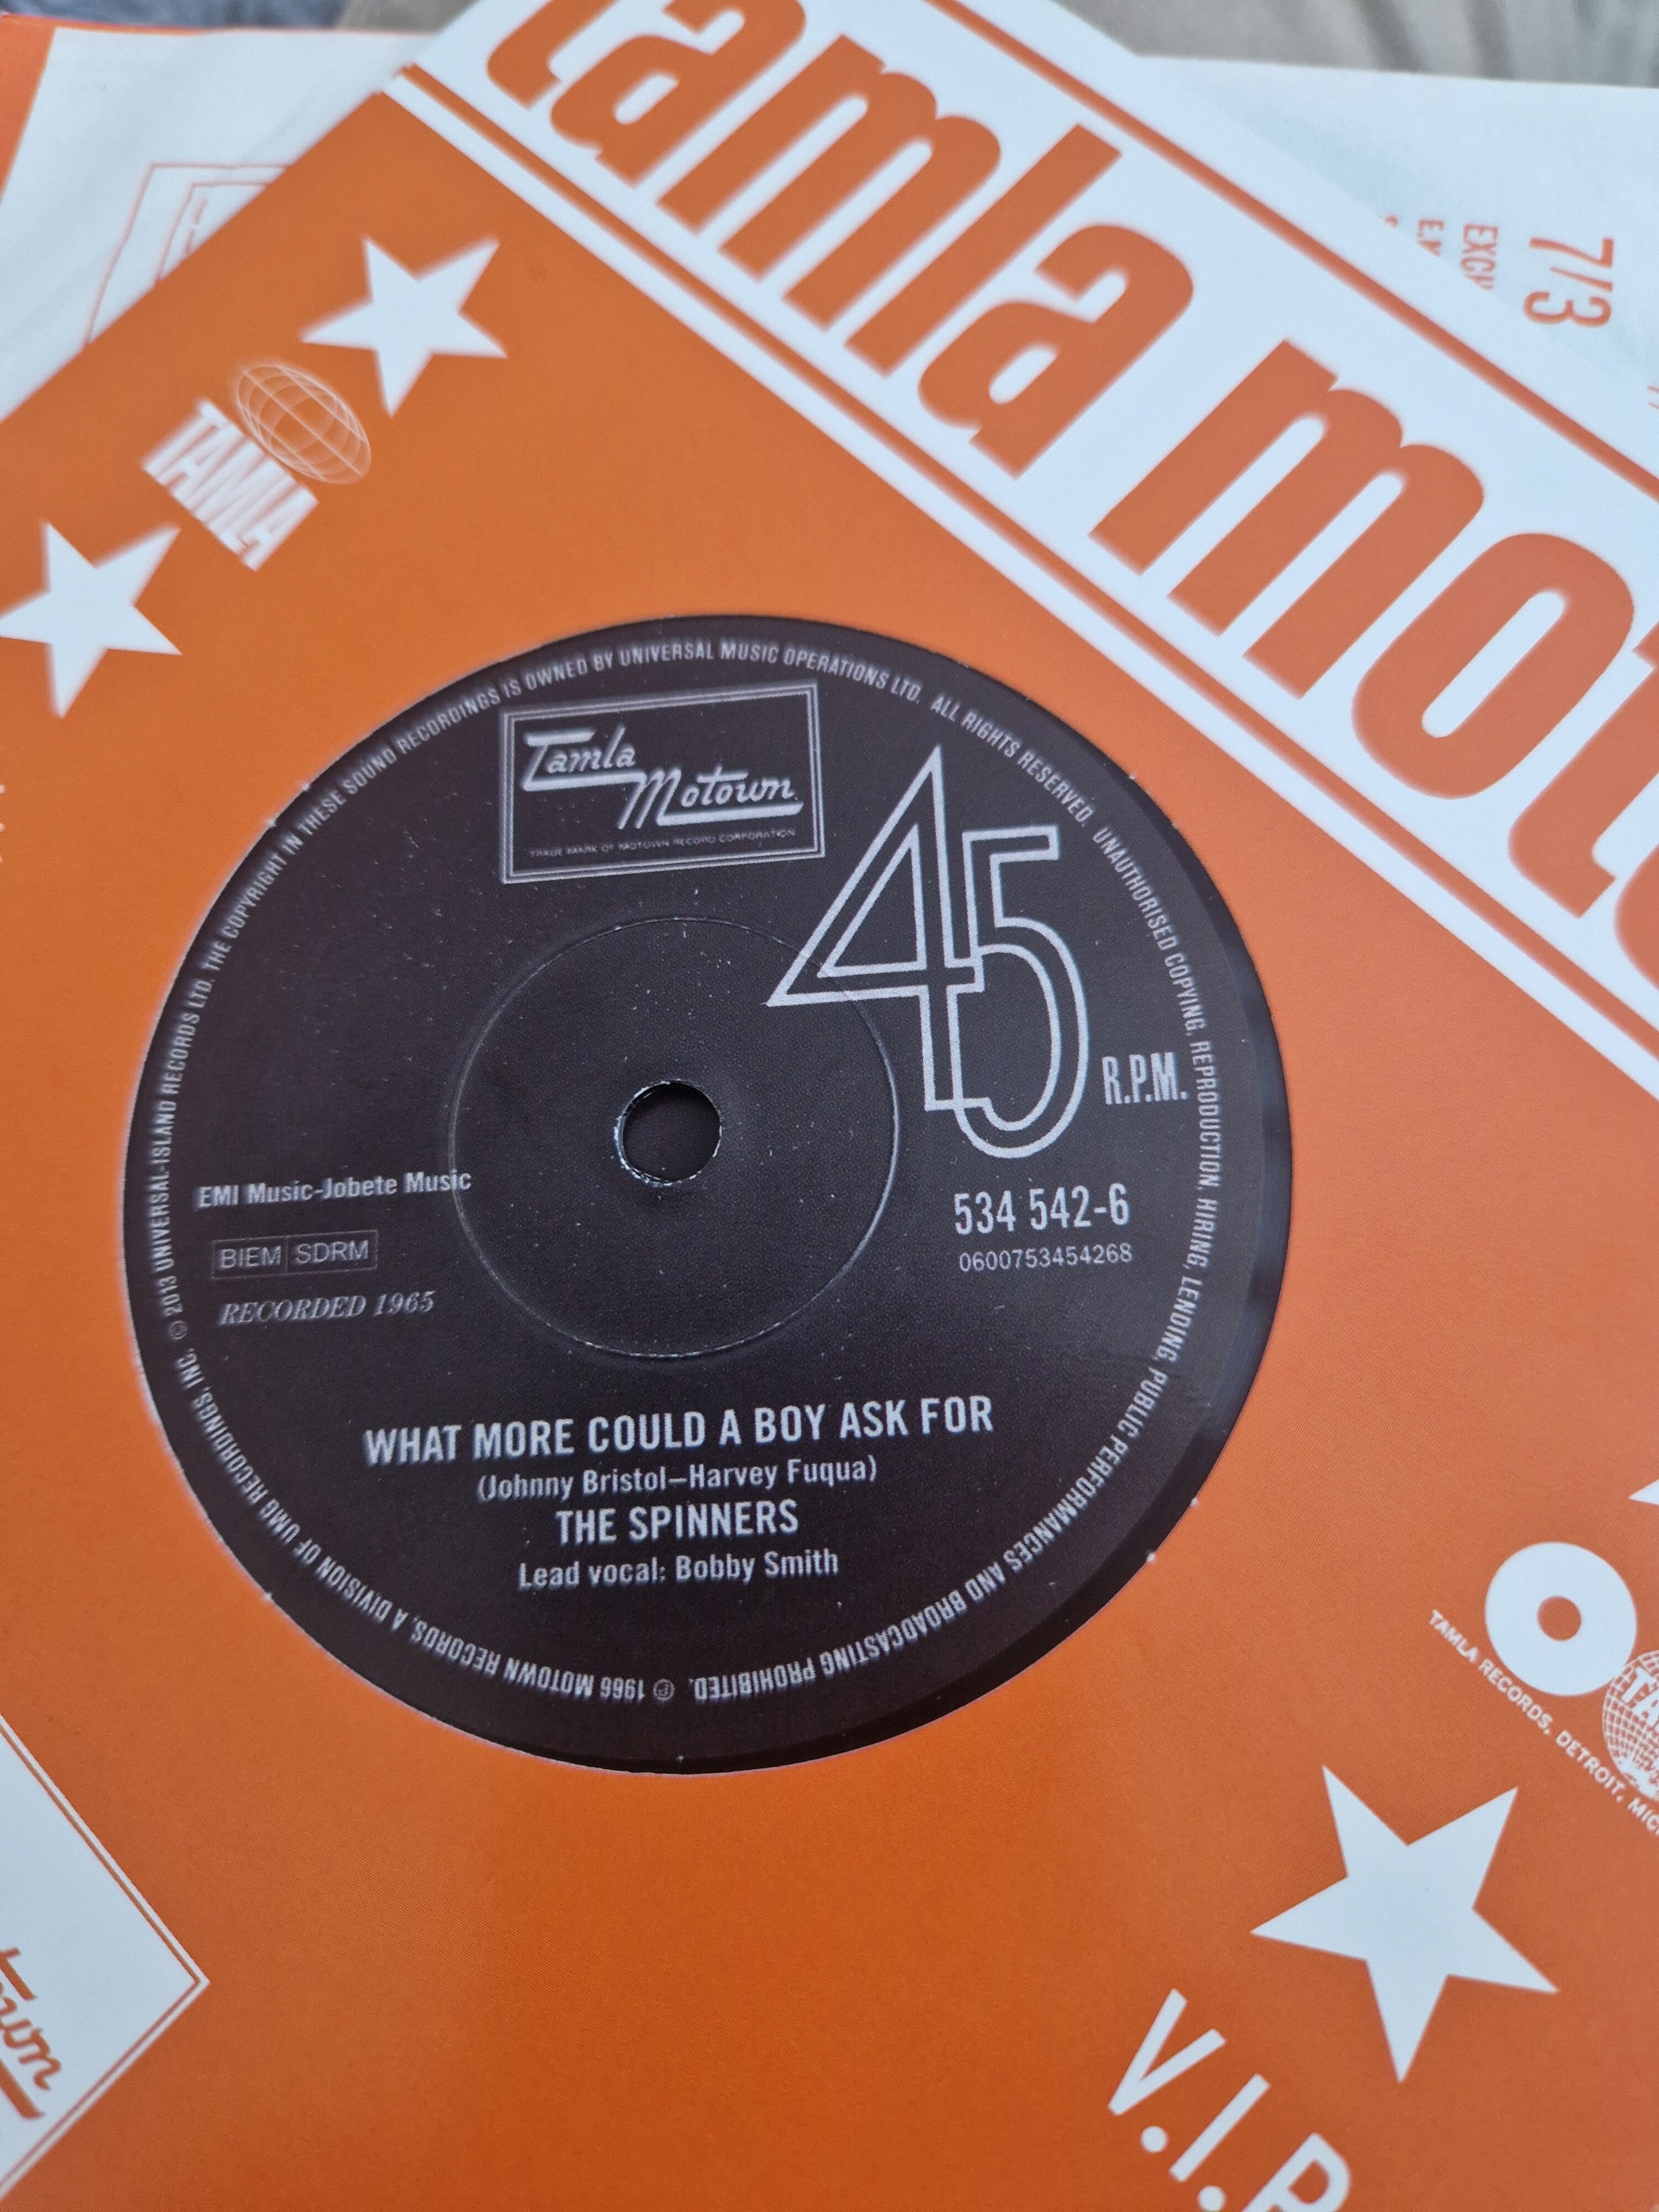 tamla mot
7/3
TAMLA
Tamla
Motown
TRADE MARK OF MOTOWN RECORD CORPORATION
45
R.P.M.
534 542-6
0600753454268
EMI Music-Jobete Music
BIEM SDRM
RECORDED 1965
WHAT MORE COULD A BOY ASK FOR
(Johnny Bristol–Harvey Fuqua)
THE SPINNERS
Lead vocal: Bobby Smith
℗ 1966 MOTOWN RECORDS, A DIVISION OF UMG RECORDINGS, INC. © 2013 UNIVERSAL-ISLAND RECORDS LTD. THE COPYRIGHT IN THESE SOUND RECORDINGS IS OWNED BY UNIVERSAL MUSIC OPERATIONS LTD. ALL RIGHTS RESERVED. UNAUTHORISED COPYING, REPRODUCTION, HIRING, LENDING, PUBLIC PERFORMANCES AND BROADCASTING PROHIBITED.
TAMLA RECORDS, DETROIT, MIC
V.I.P